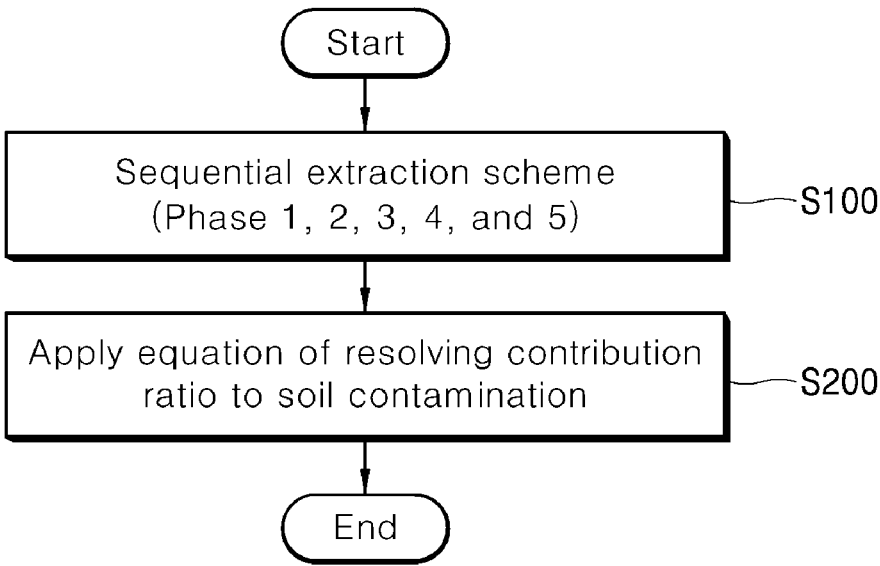 Start
Sequential extraction scheme
(Phase 1, 2, 3, 4, and 5)
S100
Apply equation of resolving contribution
ratio to soil contamination
S200
End